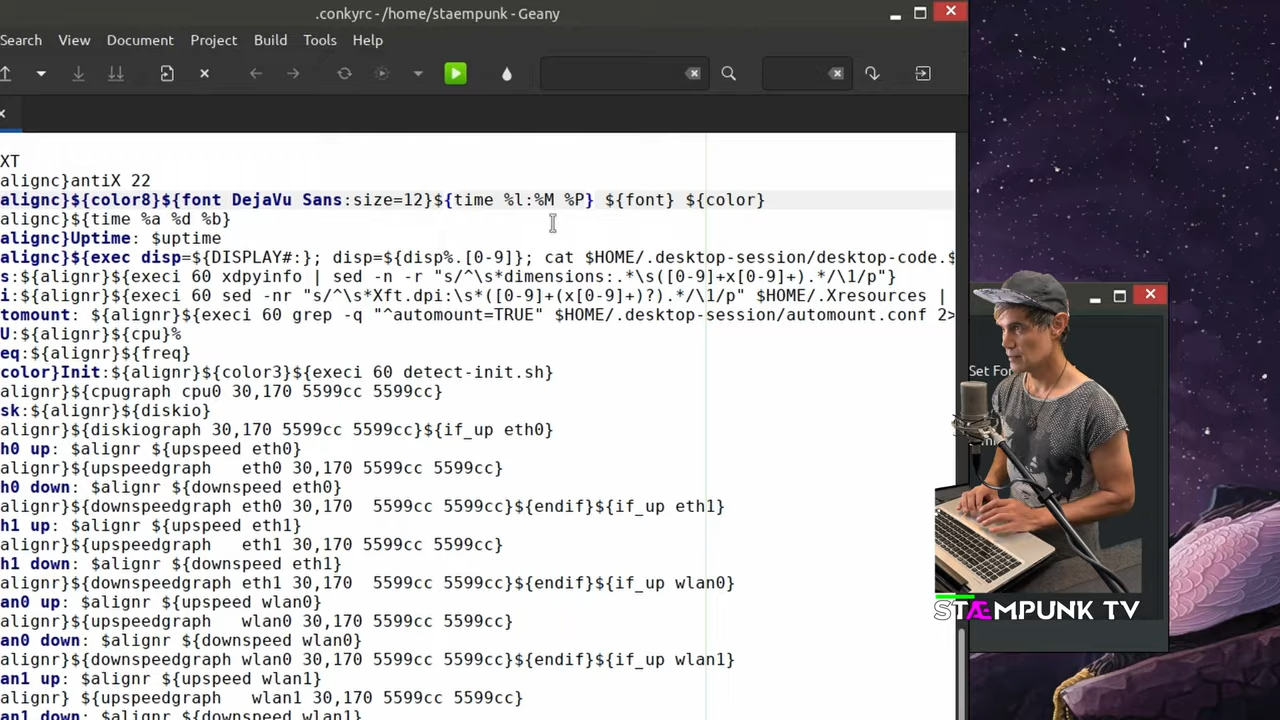 .conkyrc - /home/staempunk - Geany
Search View Document Project Build Tools Help
XT
alignc}antiX 22
alignc}${color8}${font DejaVu Sans:size=12}${time %l:%M %P} ${font} ${color}
alignc}${time %a %d %b}
alignc}Uptime: $uptime
alignc}${exec disp=${DISPLAY#:}; disp=${disp%.[0-9]}; cat $HOME/.desktop-session/desktop-code.$
s:${alignr}${execi 60 xdpyinfo | sed -n -r "s/^\s*dimensions:.*\s([0-9]+x[0-9]+).*/\1/p"}
i:${alignr}${execi 60 sed -nr "s/^\s*Xft.dpi:\s*([0-9]+(x[0-9]+)?).*/\1/p" $HOME/.Xresources |
tomount: ${alignr}${execi 60 grep -q "^automount=TRUE" $HOME/.desktop-session/automount.conf 2>
U:${alignr}${cpu}%
eq:${alignr}${freq}
color}Init:${alignr}${color3}${execi 60 detect-init.sh}
alignr}${cpugraph cpu0 30,170 5599cc 5599cc}
sk:${alignr}${diskio}
alignr}${diskiograph 30,170 5599cc 5599cc}${if_up eth0}
h0 up: $alignr ${upspeed eth0}
alignr}${upspeedgraph   eth0 30,170 5599cc 5599cc}
h0 down: $alignr ${downspeed eth0}
alignr}${downspeedgraph eth0 30,170 5599cc 5599cc}${endif}${if_up eth1}
h1 up: $alignr ${upspeed eth1}
alignr}${upspeedgraph   eth1 30,170 5599cc 5599cc}
h1 down: $alignr ${downspeed eth1}
alignr}${downspeedgraph eth1 30,170  5599cc 5599cc}${endif}${if_up wlan0}
an0 up: $alignr ${upspeed wlan0}
alignr}${upspeedgraph   wlan0 30,170 5599cc 5599cc}
an0 down: $alignr ${downspeed wlan0}
alignr}${downspeedgraph wlan0 30,170 5599cc 5599cc}${endif}${if_up wlan1}
an1 up: $alignr ${upspeed wlan1}
alignr} ${upspeedgraph   wlan1 30,170 5599cc 5599cc}
an1 down: $alignr ${downspeed wlan1}
Set Fo
STÆMPUNK TV